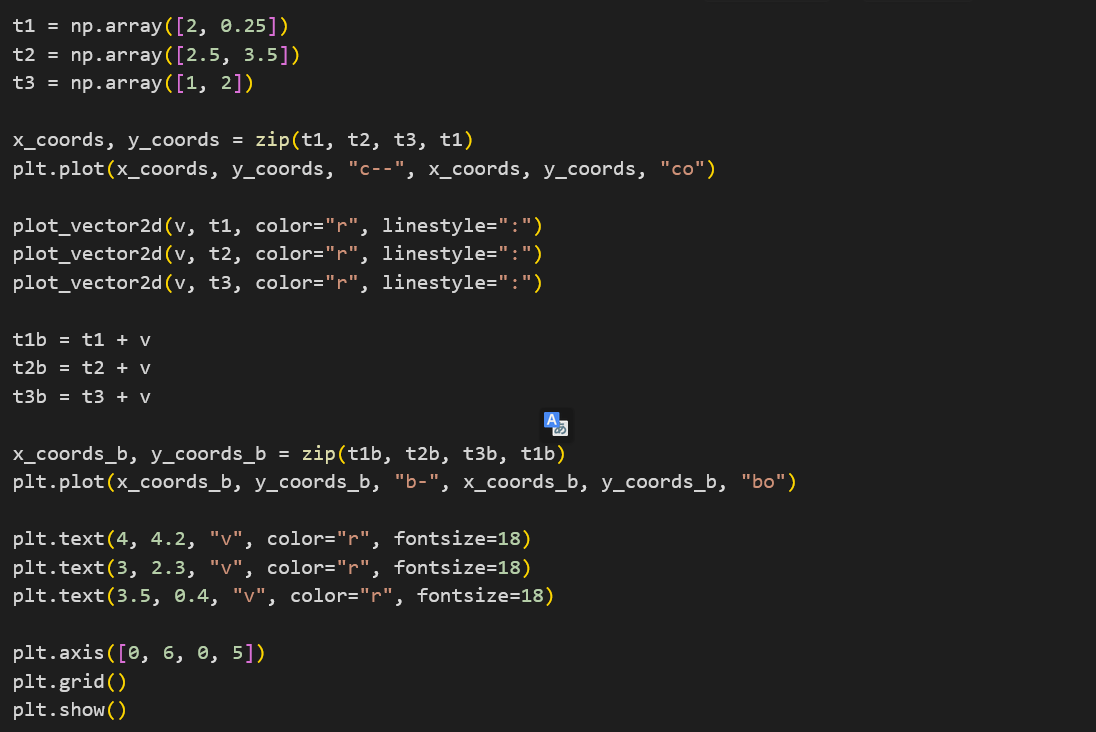 t1 = np.array([2, 0.25])
t2 = np.array([2.5, 3.5])
t3 = np.array([1, 2])

x_coords, y_coords = zip(t1, t2, t3, t1)
plt.plot(x_coords, y_coords, "c--", x_coords, y_coords, "co")

plot_vector2d(v, t1, color="r", linestyle=":")
plot_vector2d(v, t2, color="r", linestyle=":")
plot_vector2d(v, t3, color="r", linestyle=":")

t1b = t1 + v
t2b = t2 + v
t3b = t3 + v

x_coords_b, y_coords_b = zip(t1b, t2b, t3b, t1b)
plt.plot(x_coords_b, y_coords_b, "b-", x_coords_b, y_coords_b, "bo")

plt.text(4, 4.2, "v", color="r", fontsize=18)
plt.text(3, 2.3, "v", color="r", fontsize=18)
plt.text(3.5, 0.4, "v", color="r", fontsize=18)

plt.axis([0, 6, 0, 5])
plt.grid()
plt.show()